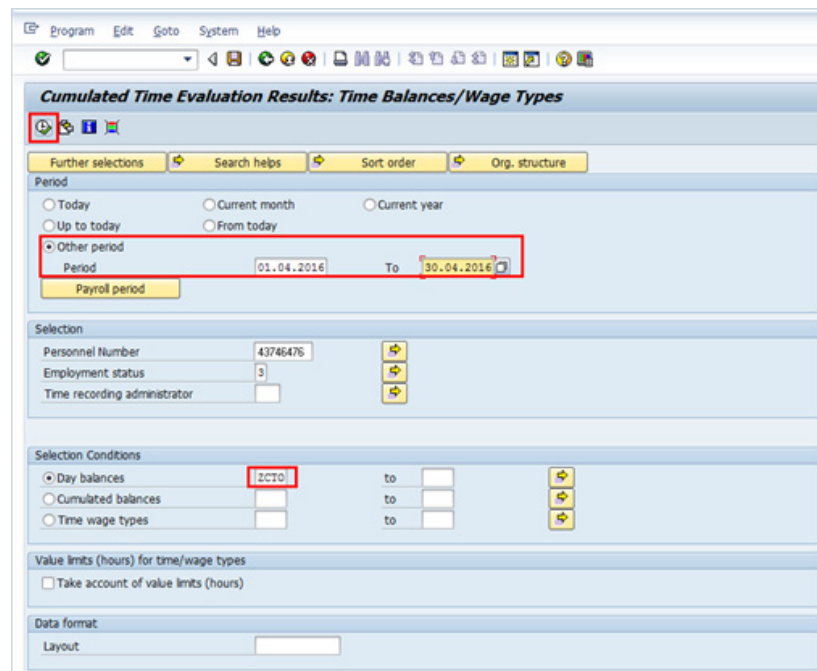 Program Edit Goto System Help
Cumulated Time Evaluation Results: Time Balances/Wage Types
Further selections Search helps Sort order Org. structure
Period
Today Current month Current year
Up to today From today
Other period
Period 01.04.2016 To 30.04.2016
Payroll period
Selection
Personnel Number 43746476
Employment status 3
Time recording administrator
Selection Conditions
Day balances ZCTO to
Cumulated balances to
Time wage types to
Value limits (hours) for time/wage types
Take account of value limits (hours)
Data format
Layout